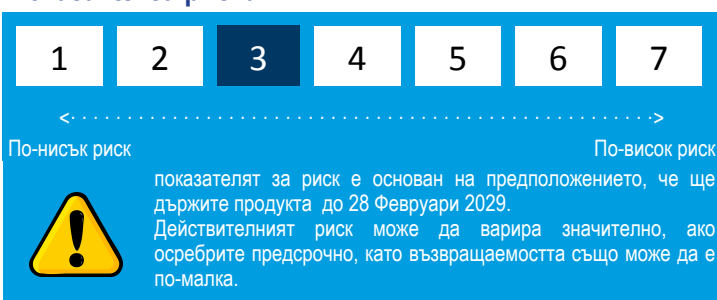 1 2 3 4 5 6 7
<· · · · · · · · · · · · · · · · · · · · · · · · · · · · · · · · · · · · · · · · · · · · · · · · · · · · · · · · · · ·>
По-нисък риск По-висок риск
показателят за риск е основан на предположението, че ще
държите продукта до 28 Февруари 2029.
Действителният риск може да варира значително, ако
осребрите предсрочно, като възвращаемостта също може да е
по-малка.